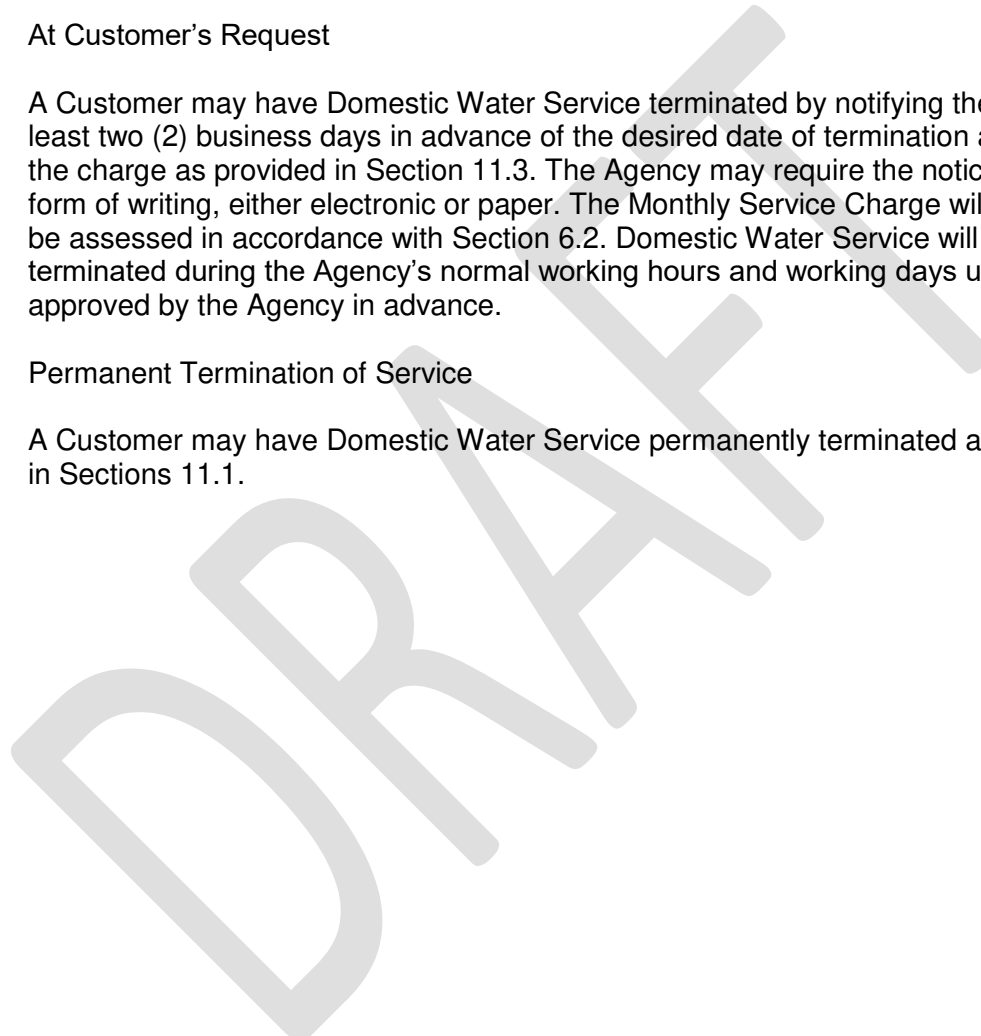 At Customer’s Request
A Customer may have Domestic Water Service terminated by notifying the
least two (2) business days in advance of the desired date of termination a
the charge as provided in Section 11.3. The Agency may require the notic
form of writing, either electronic or paper. The Monthly Service Charge wil
be assessed in accordance with Section 6.2. Domestic Water Service will
terminated during the Agency’s normal working hours and working days u
approved by the Agency in advance.
Permanent Termination of Service
A Customer may have Domestic Water Service permanently terminated a
in Sections 11.1.
DRAFT